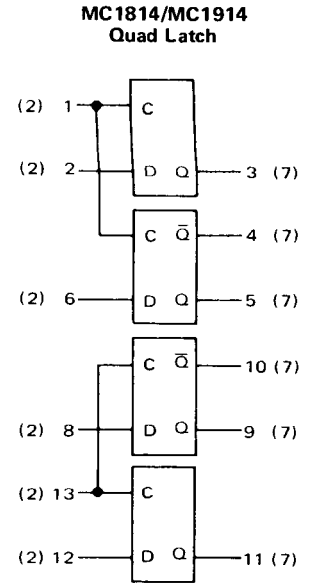 MC1814/MC1914
Quad Latch
(2) 1 C
(2) 2 D Q 3 (7)
C Q̅ 4 (7)
(2) 6 D Q 5 (7)
C Q̅ 10 (7)
(2) 8 D Q 9 (7)
(2) 13 C
(2) 12 D Q 11 (7)